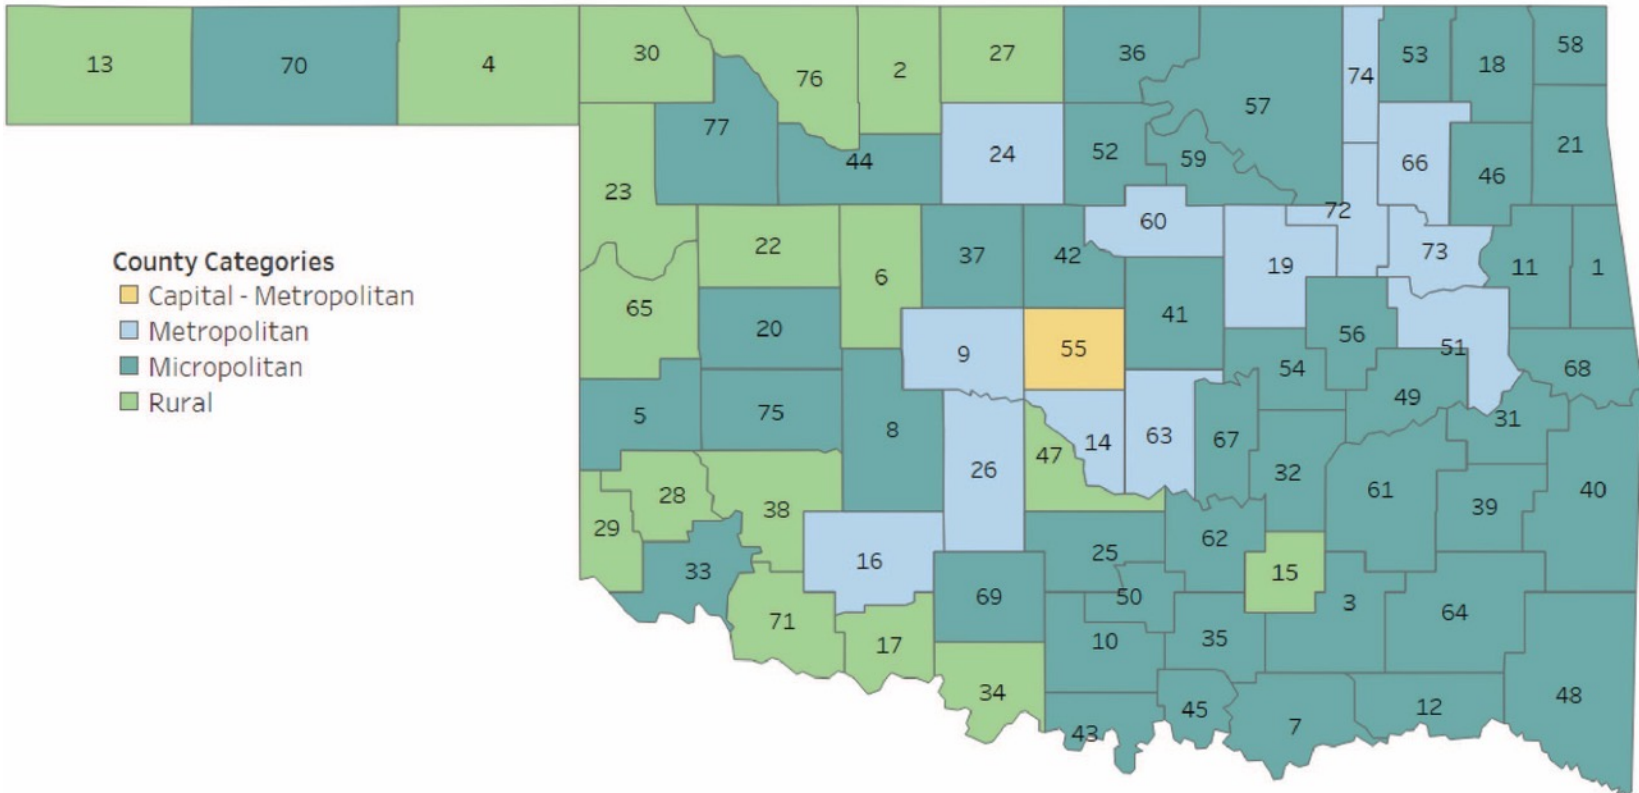 13 70 4 30 76 2 27 36 57 74 53 18 58
77 44 24 52 59 66 46 21
23 22 6 37 42 60 19 72 73 11 1
County Categories
Capital - Metropolitan
Metropolitan
Micropolitan
Rural
65 20 9 55 41 56 51 68
5 75 8 26 47 14 63 67 54 49 31
29 28 38 32 61 39 40
33 16 25 62 15
71 17 69 50 10 35 3 64
34 43 45 7 12 48